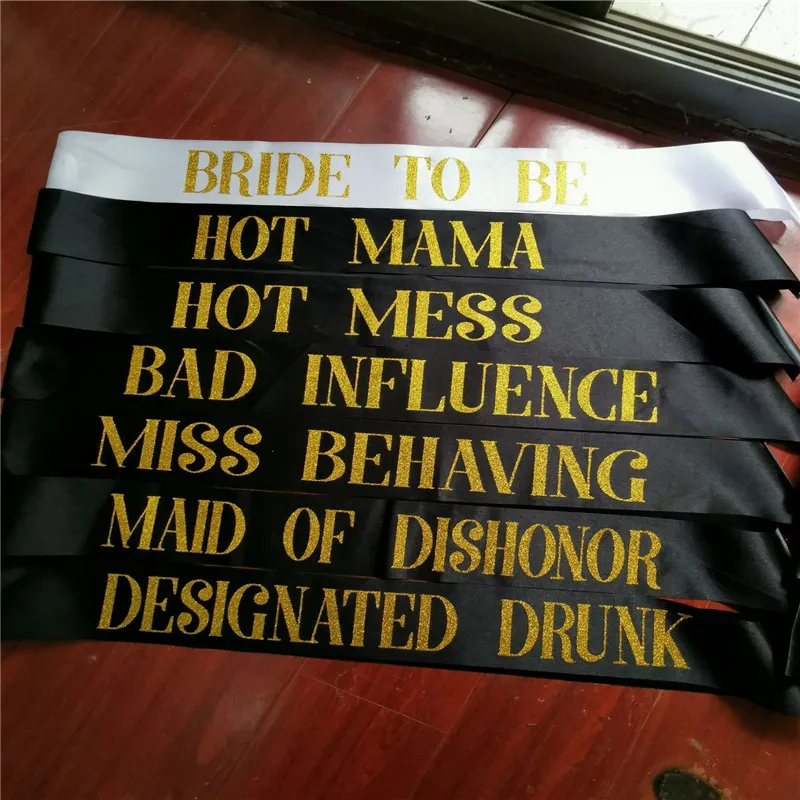 BRIDE TO BE
HOT MAMA
HOT MESS
BAD INFLUENCE
MISS BEHAVING
MAID OF DISHONOR
DESIGNATED DRUNK